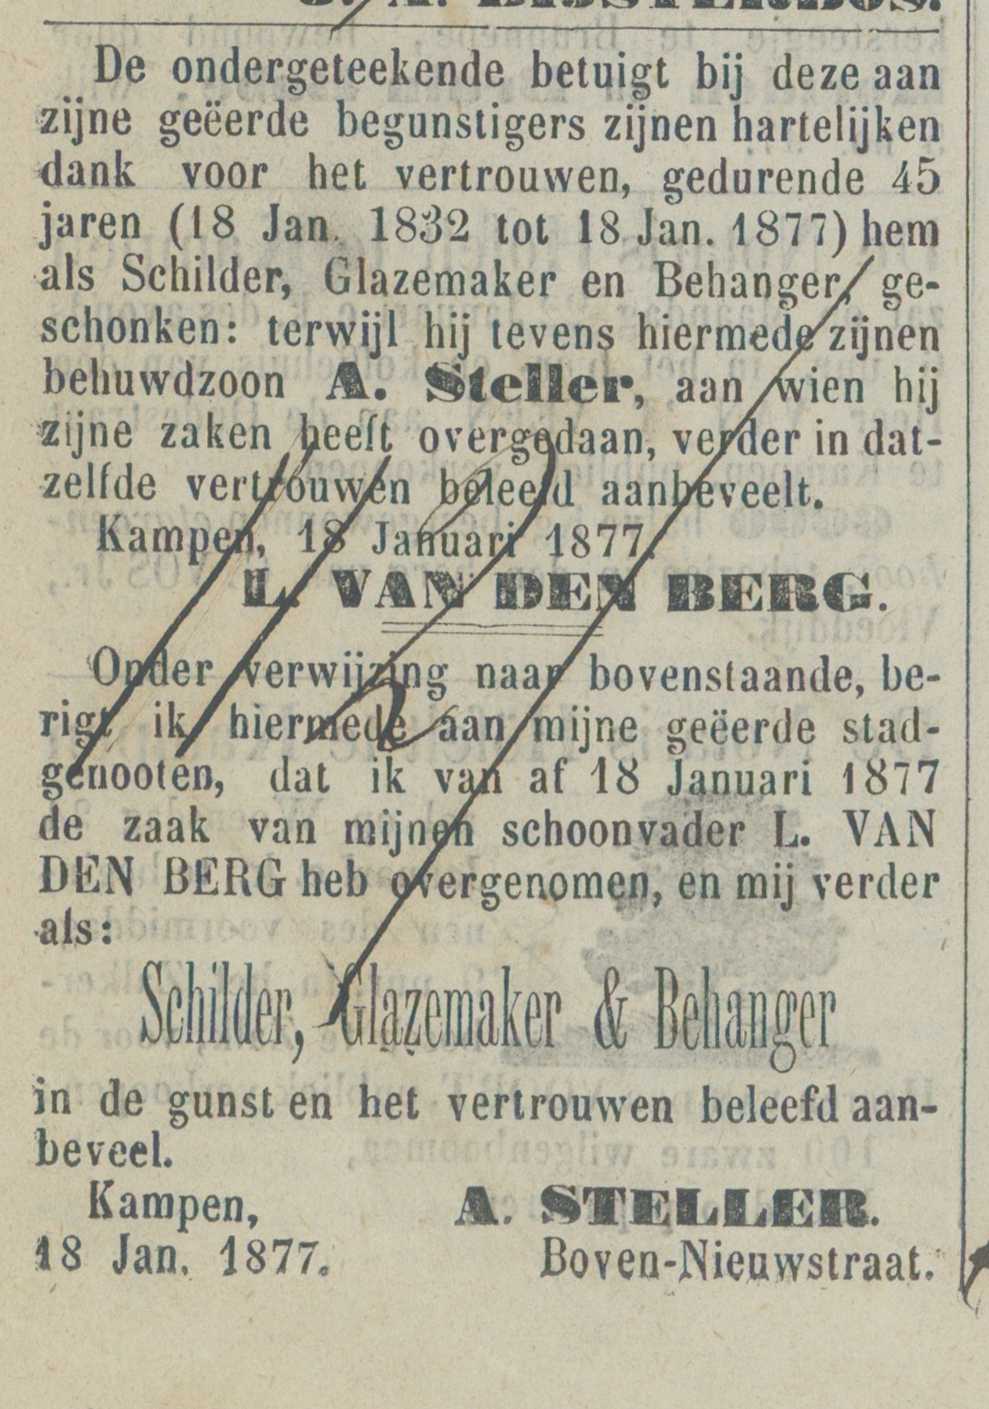 De ondergeteekende betuigt bij deze aan
zijne geëerde begunstigers zijnen hartelijken
dank voor het vertrouwen, gedurende 45
jaren (18 Jan. 1832 tot 18 Jan. 1877) hem
als Schilder, Glazemaker en Behanger, ge-
schonken: terwijl hij tevens hiermede zijnen
behuwdzoon A. Steller, aan wien hij
zijne zaken heeft overgedaan, verder in dat-
zelfde vertrouwen beleefd aanbeveelt.
Kampen, 18 Januari 1877.
L. VAN DEN BERG.
Onder verwijzing naar bovenstaande, be-
rigt ik hiermede aan mijne geëerde stad-
genooten, dat ik van af 18 Januari 1877
de zaak van mijnen schoonvader L. VAN
DEN BERG heb overgenomen, en mij verder
als:
Schilder, Glazemaker & Behanger
in de gunst en het vertrouwen beleefd aan-
beveel.
Kampen, A. STELLER.
18 Jan. 1877. Boven-Nieuwstraat.